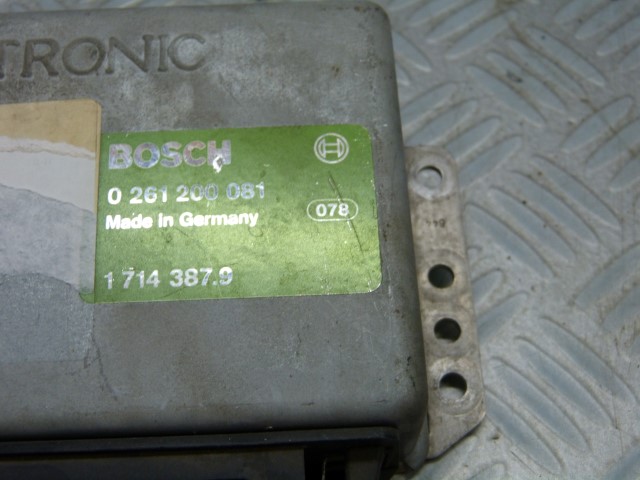 TRONIC
BOSCH
0 261 200 081
Made in Germany
078
1 714 387.9